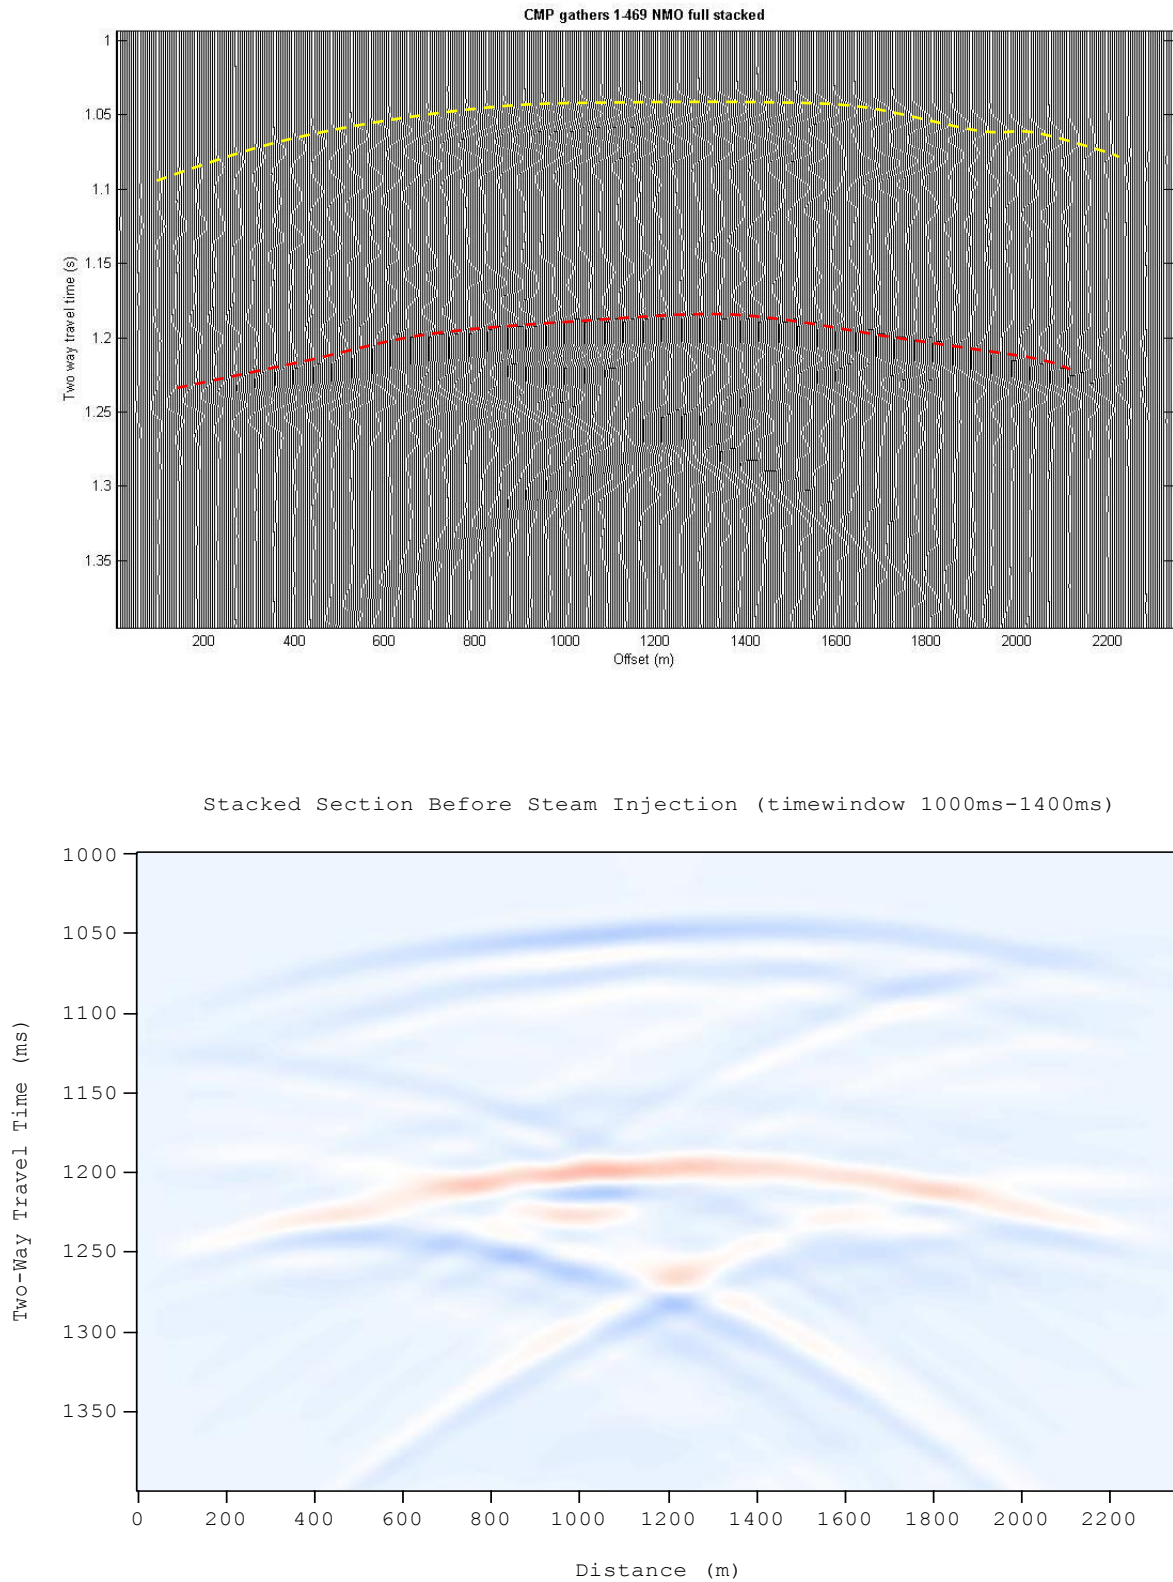 CMP gathers 1-469 NMO full stacked
1
1.05
1.1
1.15
1.2
1.25
1.3
1.35
Two way travel time (s)
200 400 600 800 1000 1200 1400 1600 1800 2000 2200
Offset (m)
Stacked Section Before Steam Injection (timewindow 1000ms-1400ms)
1000
1050
1100
1150
1200
1250
1300
1350
Two-Way Travel Time (ms)
0 200 400 600 800 1000 1200 1400 1600 1800 2000 2200
Distance (m)